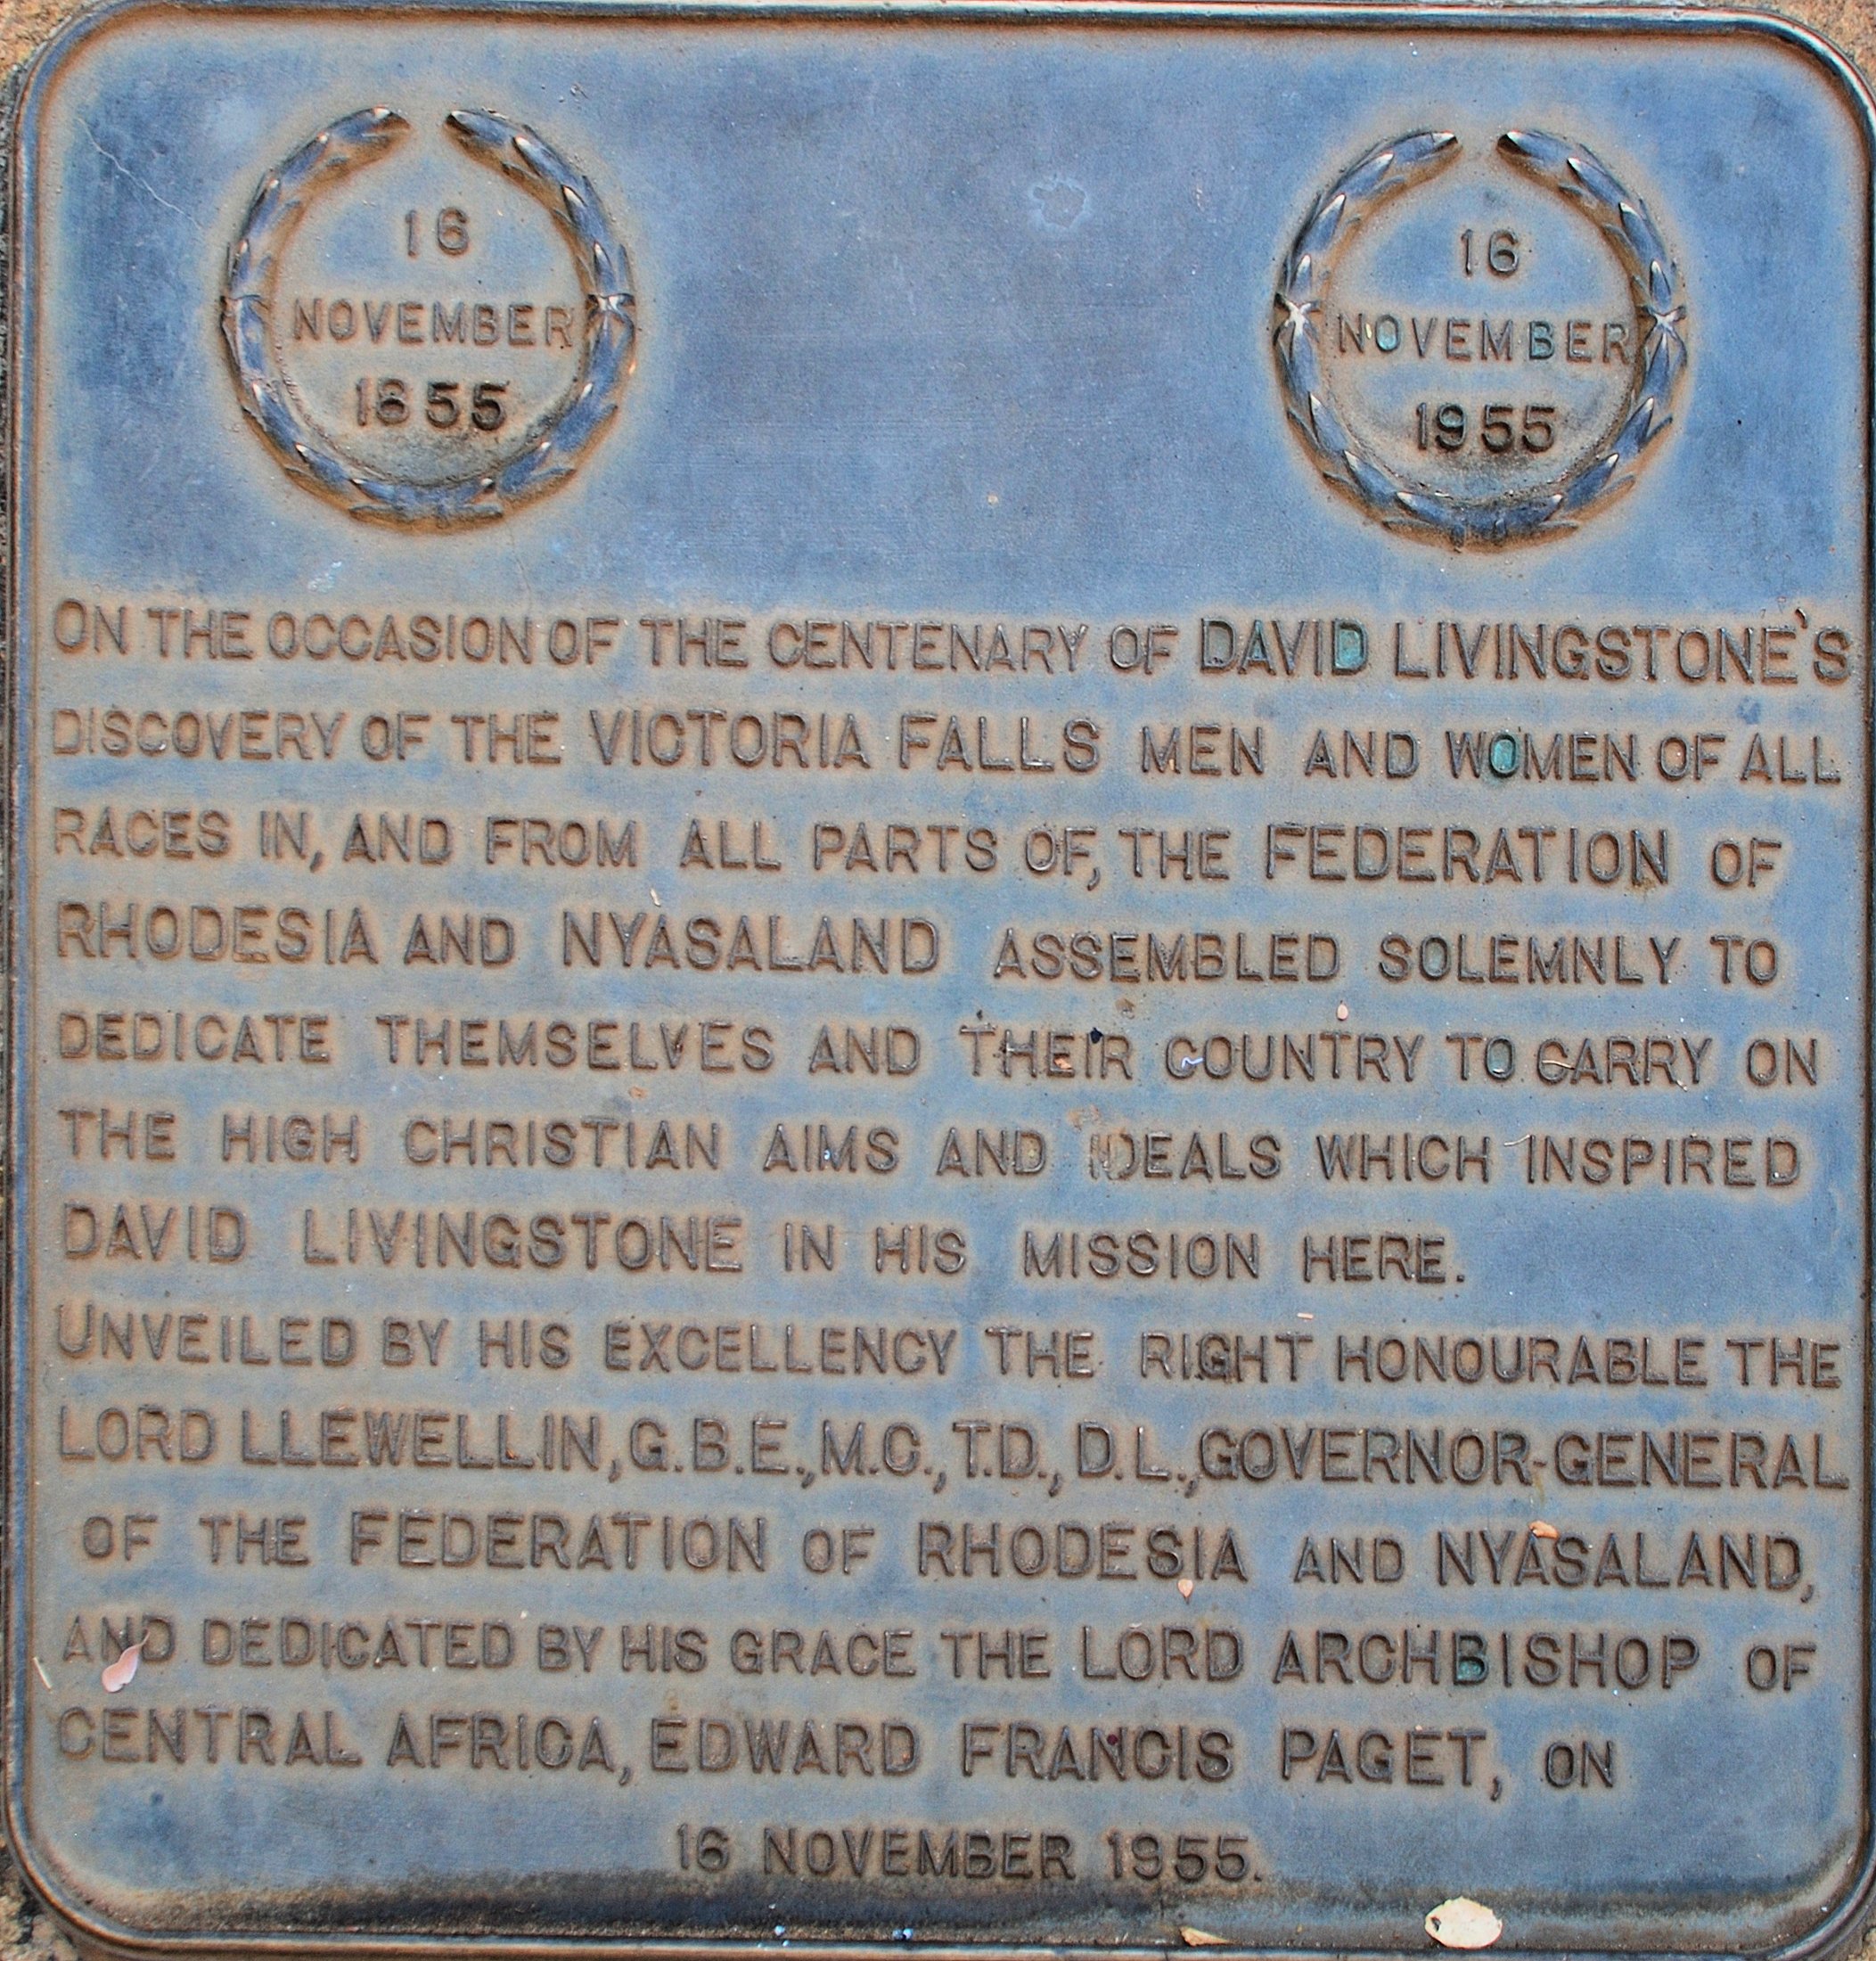 16
NOVEMBER
1855
16
NOVEMBER
1955
ON THE OCCASION OF THE CENTENARY OF DAVID LIVINGSTONE'S
DISCOVERY OF THE VICTORIA FALLS MEN AND WOMEN OF ALL
RACES IN, AND FROM ALL PARTS OF, THE FEDERATION OF
RHODESIA AND NYASALAND ASSEMBLED SOLEMNLY TO
DEDICATE THEMSELVES AND THEIR COUNTRY TO CARRY ON
THE HIGH CHRISTIAN AIMS AND IDEALS WHICH INSPIRED
DAVID LIVINGSTONE IN HIS MISSION HERE.
UNVEILED BY HIS EXCELLENCY THE RIGHT HONOURABLE THE
LORD LLEWELLIN, G.B.E., M.C., T.D., D.L., GOVERNOR-GENERAL
OF THE FEDERATION OF RHODESIA AND NYASALAND,
AND DEDICATED BY HIS GRACE THE LORD ARCHBISHOP OF
CENTRAL AFRICA, EDWARD FRANCIS PAGET, ON
16 NOVEMBER 1955.